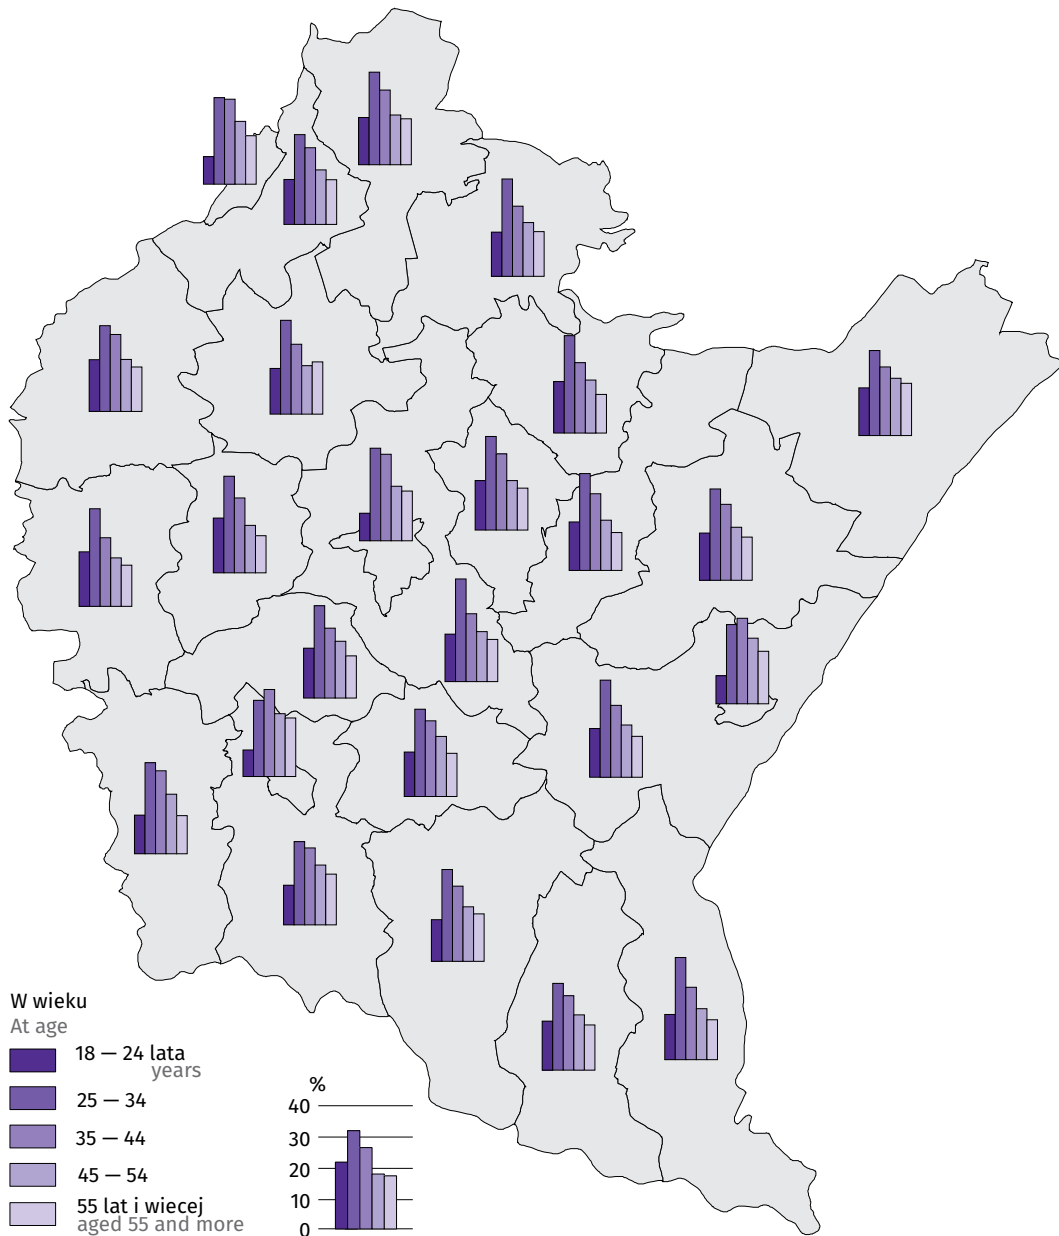 W wieku
At age
18 — 24 lata
years
25 — 34
35 — 44
45 — 54
55 lat i wiecej
aged 55 and more
%
40
30
20
10
0